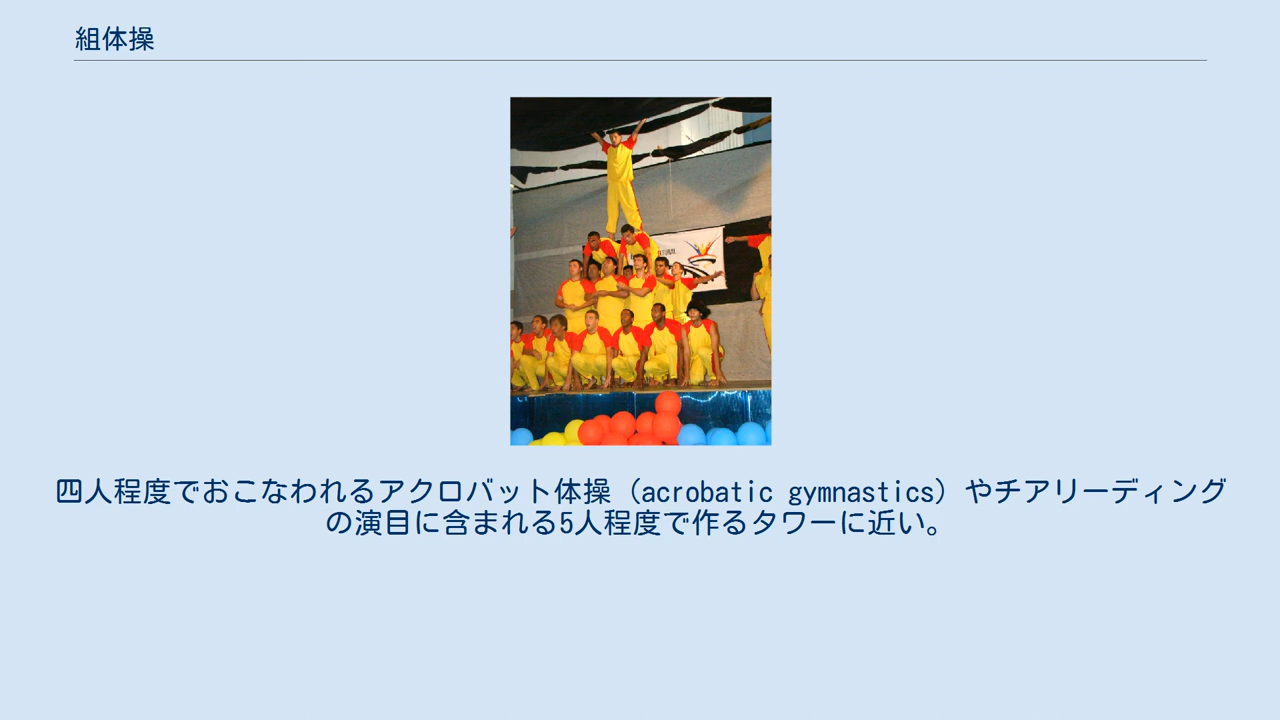 組体操
四人程度でおこなわれるアクロバット体操（acrobatic gymnastics）やチアリーディング
の演目に含まれる5人程度で作るタワーに近い。